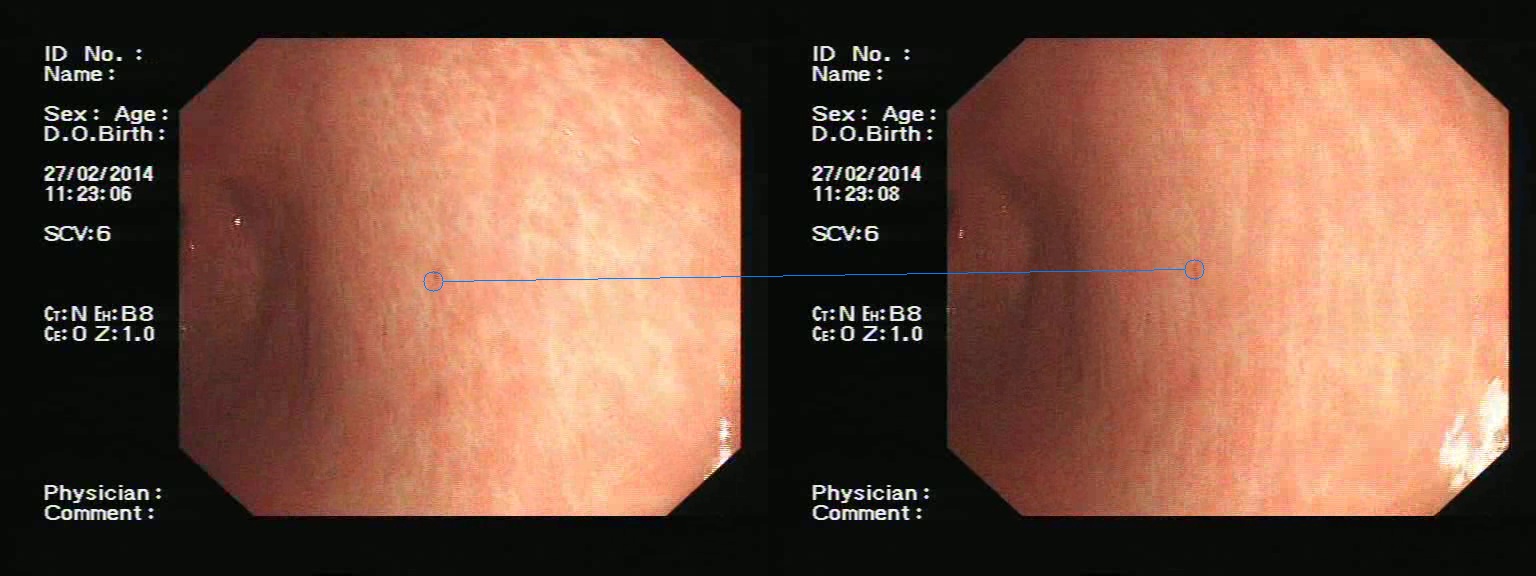 ID No. :
Name :
Sex : Age :
D.O.Birth :
27/02/2014
11:23:06
SCV:6
CT:N EH:B8
CE:0 Z:1.0
Physician :
Comment :
ID No. :
Name :
Sex : Age :
D.O.Birth :
27/02/2014
11:23:08
SCV:6
CT:N EH:B8
CE:0 Z:1.0
Physician :
Comment :